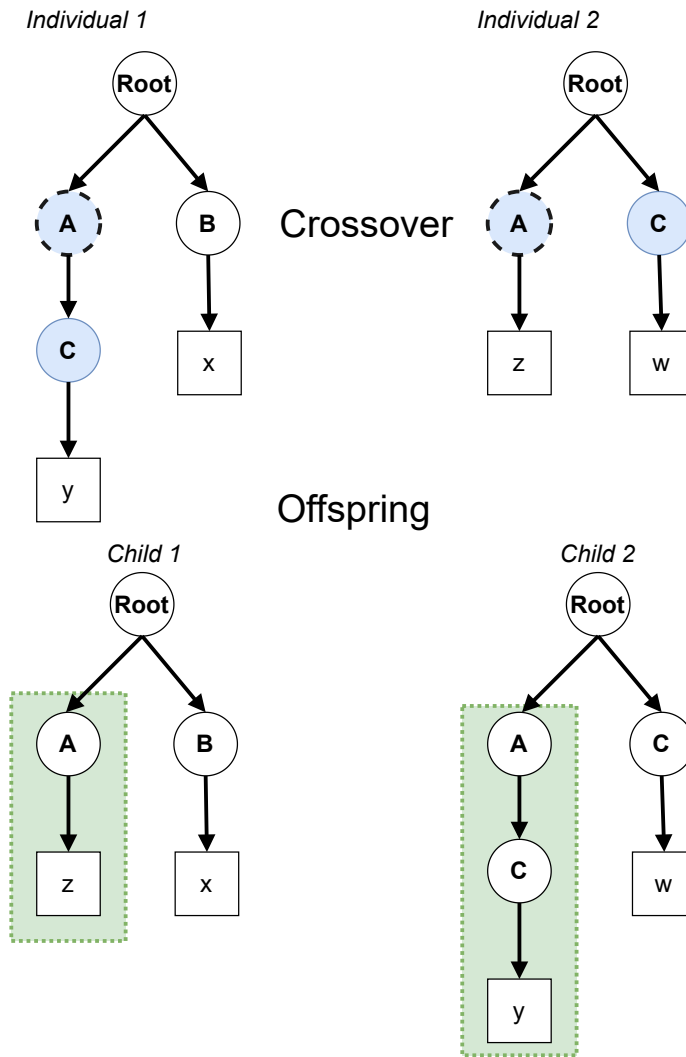 Individual 1
Individual 2
Root
Root
A
B
Crossover
A
C
C
x
z
w
y
Offspring
Child 1
Child 2
Root
Root
A
B
A
C
z
x
C
w
y